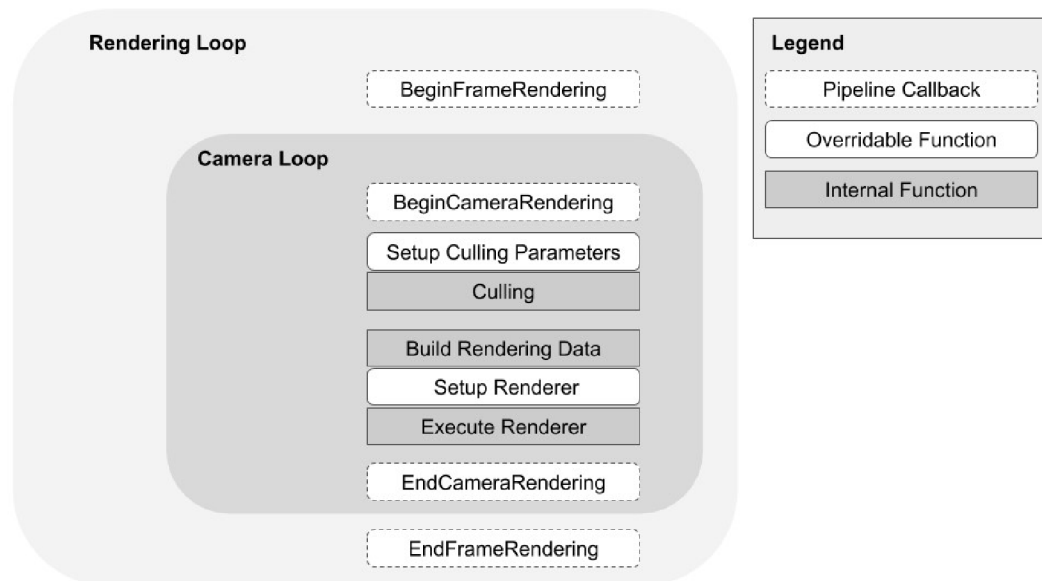 Rendering Loop
BeginFrameRendering
Camera Loop
BeginCameraRendering
Setup Culling Parameters
Culling
Build Rendering Data
Setup Renderer
Execute Renderer
EndCameraRendering
EndFrameRendering
Legend
Pipeline Callback
Overridable Function
Internal Function